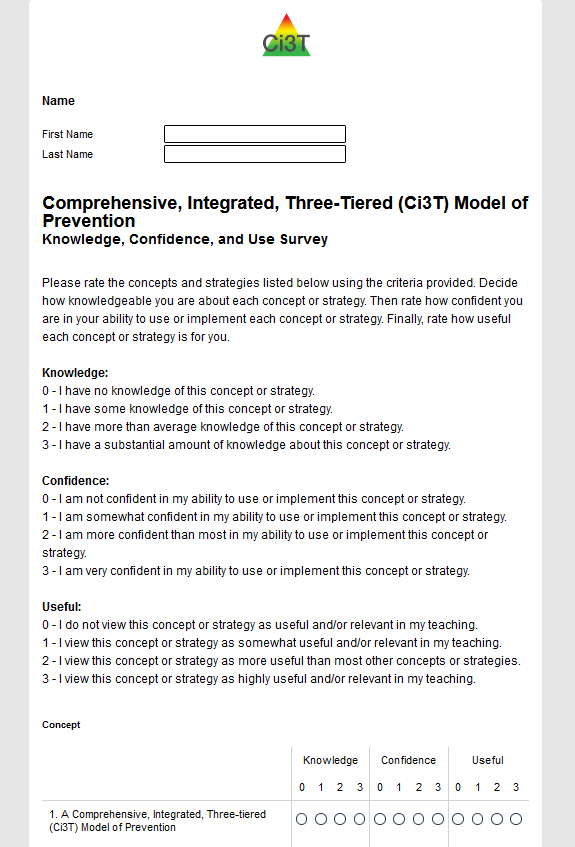 Ci3T
Name
First Name
Last Name
Comprehensive, Integrated, Three-Tiered (Ci3T) Model of
Prevention
Knowledge, Confidence, and Use Survey
Please rate the concepts and strategies listed below using the criteria provided. Decide
how knowledgeable you are about each concept or strategy. Then rate how confident you
are in your ability to use or implement each concept or strategy. Finally, rate how useful
each concept or strategy is for you.
Knowledge:
0 - I have no knowledge of this concept or strategy.
1 - I have some knowledge of this concept or strategy.
2 - I have more than average knowledge of this concept or strategy.
3 - I have a substantial amount of knowledge about this concept or strategy.
Confidence:
0 - I am not confident in my ability to use or implement this concept or strategy.
1 - I am somewhat confident in my ability to use or implement this concept or strategy.
2 - I am more confident than most in my ability to use or implement this concept or
strategy.
3 - I am very confident in my ability to use or implement this concept or strategy.
Useful:
0 - I do not view this concept or strategy as useful and/or relevant in my teaching.
1 - I view this concept or strategy as somewhat useful and/or relevant in my teaching.
2 - I view this concept or strategy as more useful than most other concepts or strategies.
3 - I view this concept or strategy as highly useful and/or relevant in my teaching.
Concept
Knowledge Confidence Useful
0 1 2 3 0 1 2 3 0 1 2 3
1. A Comprehensive, Integrated, Three-tiered
(Ci3T) Model of Prevention